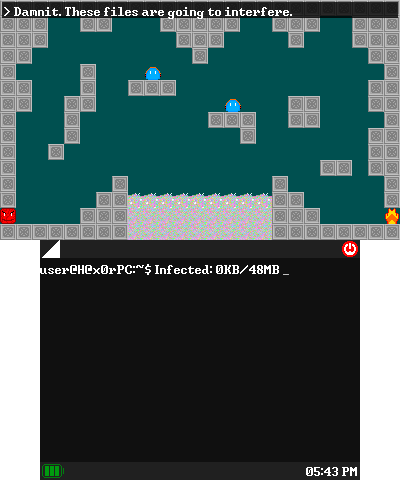 > Damnit. These files are going to interfere.
user@H@x0rPC:~$ Infected: 0KB/48MB _
05:43 PM